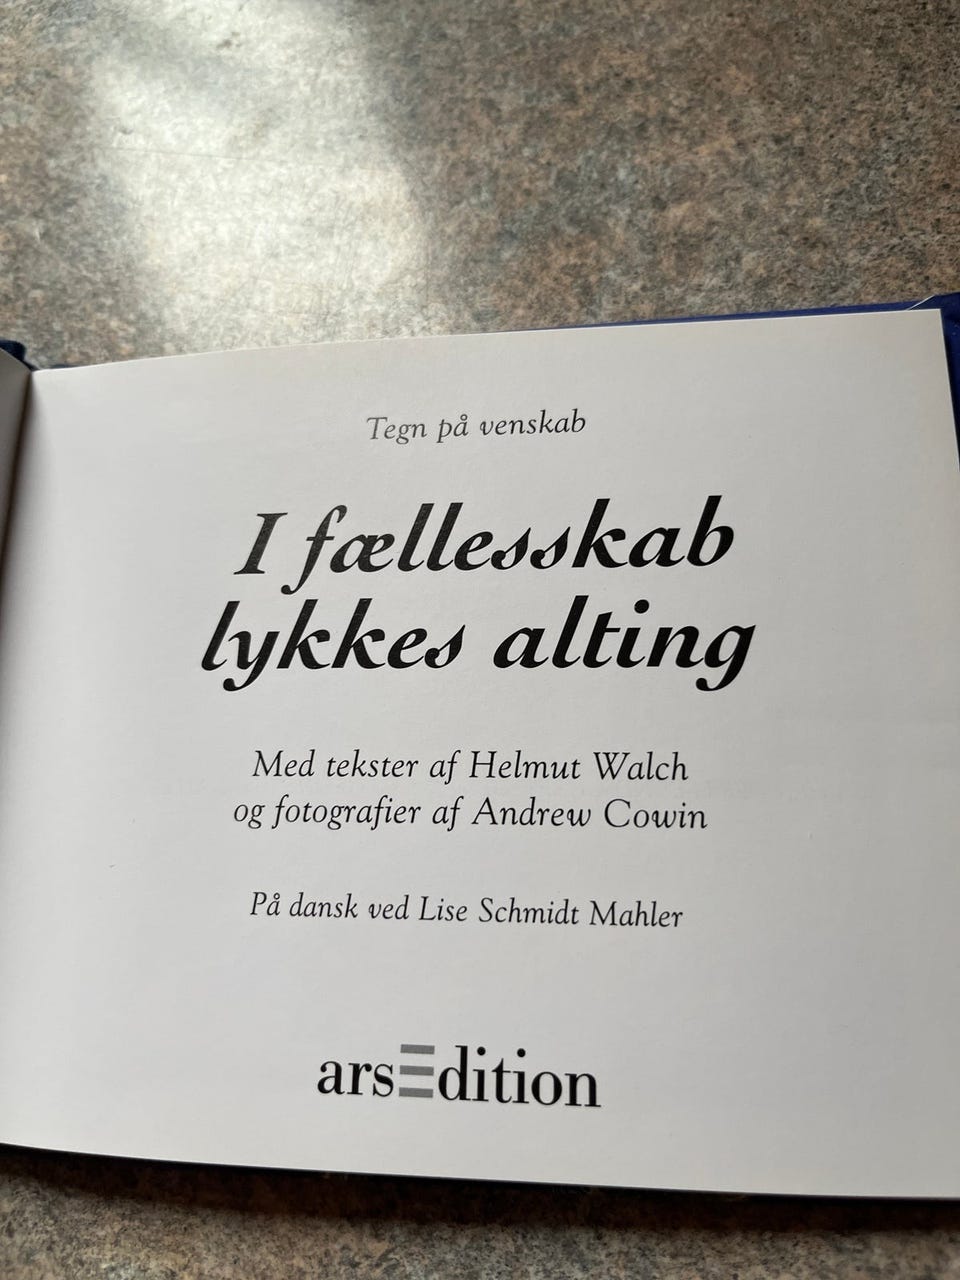 Tegn på venskab
I fællesskab
lykkes alting
Med tekster af Helmut Walch
og fotografier af Andrew Cowin
På dansk ved Lise Schmidt Mahler
arsEdition